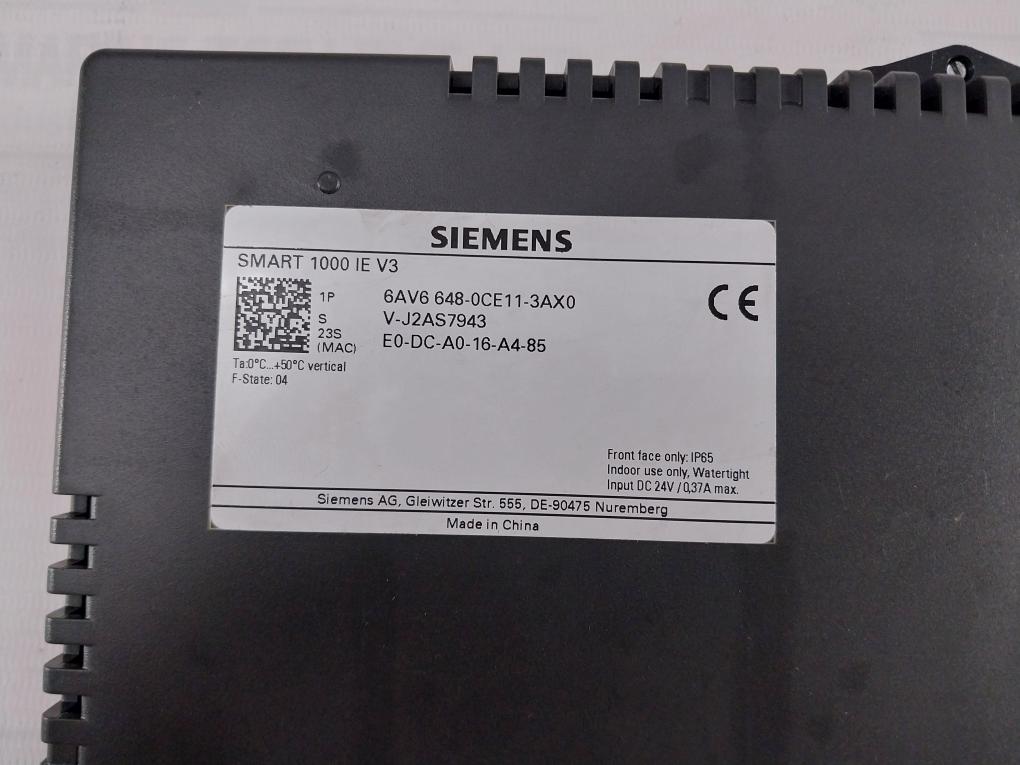 SIEMENS
SMART 1000 IE V3
1P 6AV6 648-0CE11-3AX0
S V-J2AS7943
23S
(MAC) E0-DC-A0-16-A4-85
Ta:0°C...+50°C vertical
F-State: 04
CE
Front face only: IP65
Indoor use only, Watertight
Input DC 24V / 0,37A max.
Siemens AG, Gleiwitzer Str. 555, DE-90475 Nuremberg
Made in China